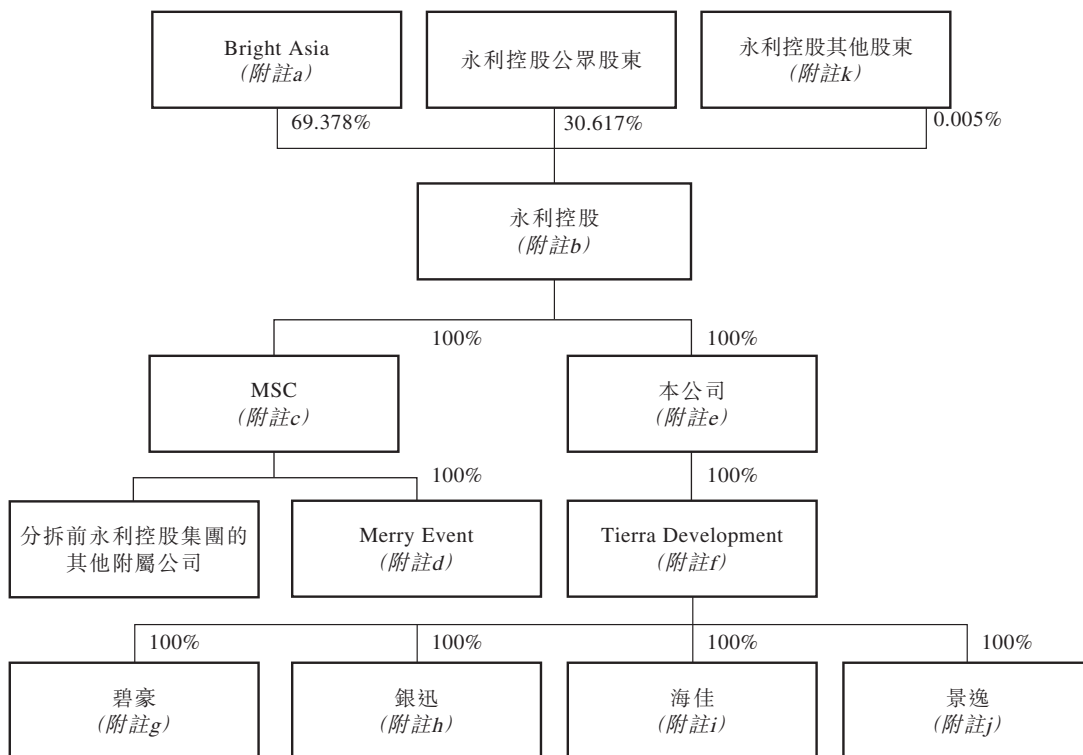 Bright Asia
(附註a)
永利控股公眾股東
永利控股其他股東
(附註k)
69.378%
30.617%
0.005%
永利控股
(附註b)
100%
100%
MSC
(附註c)
本公司
(附註e)
100%
100%
分拆前永利控股集團的
其他附屬公司
Merry Event
(附註d)
Tierra Development
(附註f)
100%
100%
100%
100%
碧豪
(附註g)
銀迅
(附註h)
海佳
(附註i)
景逸
(附註j)